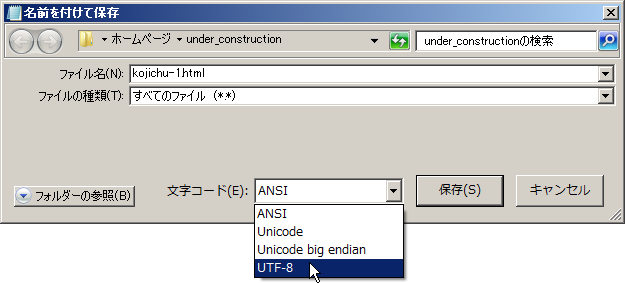 名前を付けて保存
ホームページ under_construction
under_constructionの検索
ファイル名(N): kojichu-1.html
ファイルの種類(T): すべてのファイル (*.*)
フォルダーの参照(B)
文字コード(E): ANSI
保存(S)
キャンセル
ANSI
Unicode
Unicode big endian
UTF-8